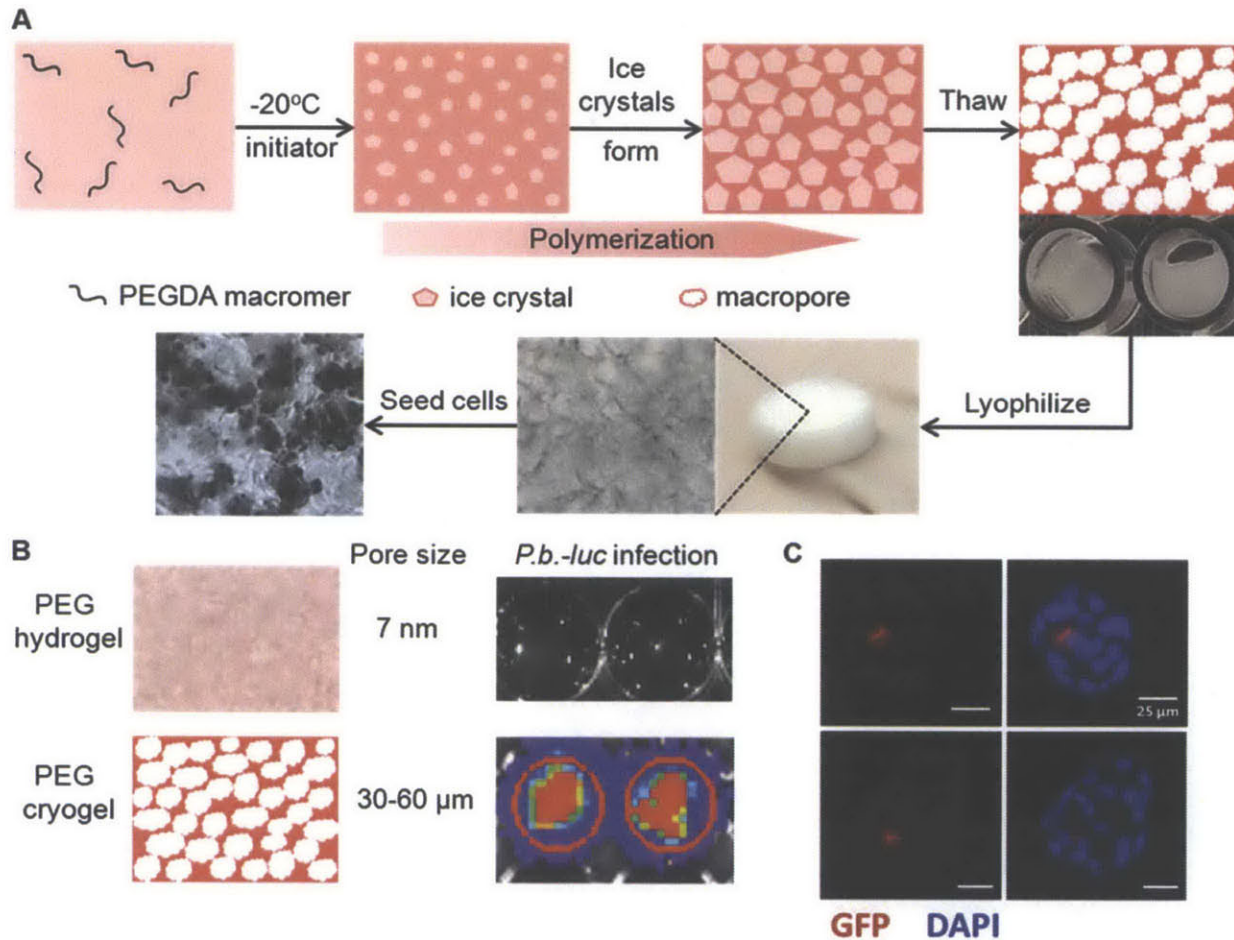 A
-20°C
initiator
Ice
crystals
form
Thaw
Polymerization
PEGDA macromer
ice crystal
macropore
Seed cells
Lyophilize
B
Pore size
P.b.-luc infection
C
PEG
hydrogel
7 nm
25 µm
PEG
cryogel
30-60 µm
GFP DAPI